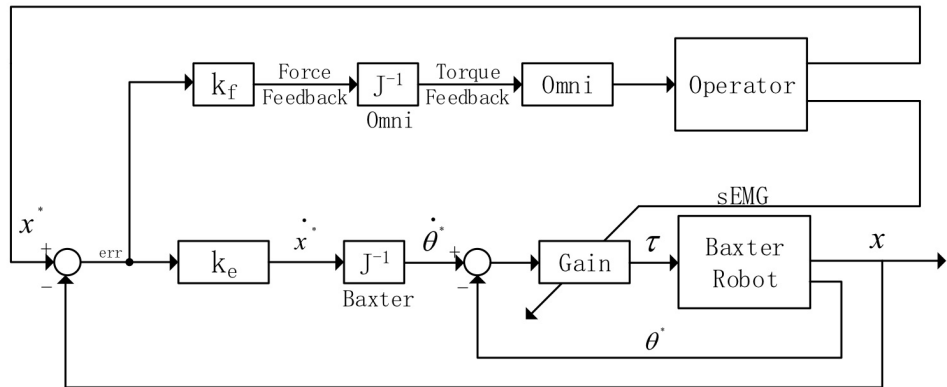 k_f
Force
Feedback
J⁻¹
Omni
Torque
Feedback
Omni
Operator
sEMG
x*
+
−
err
k_e
ẋ*
J⁻¹
Baxter
θ̇*
+
−
Gain
τ
Baxter
Robot
x
θ*